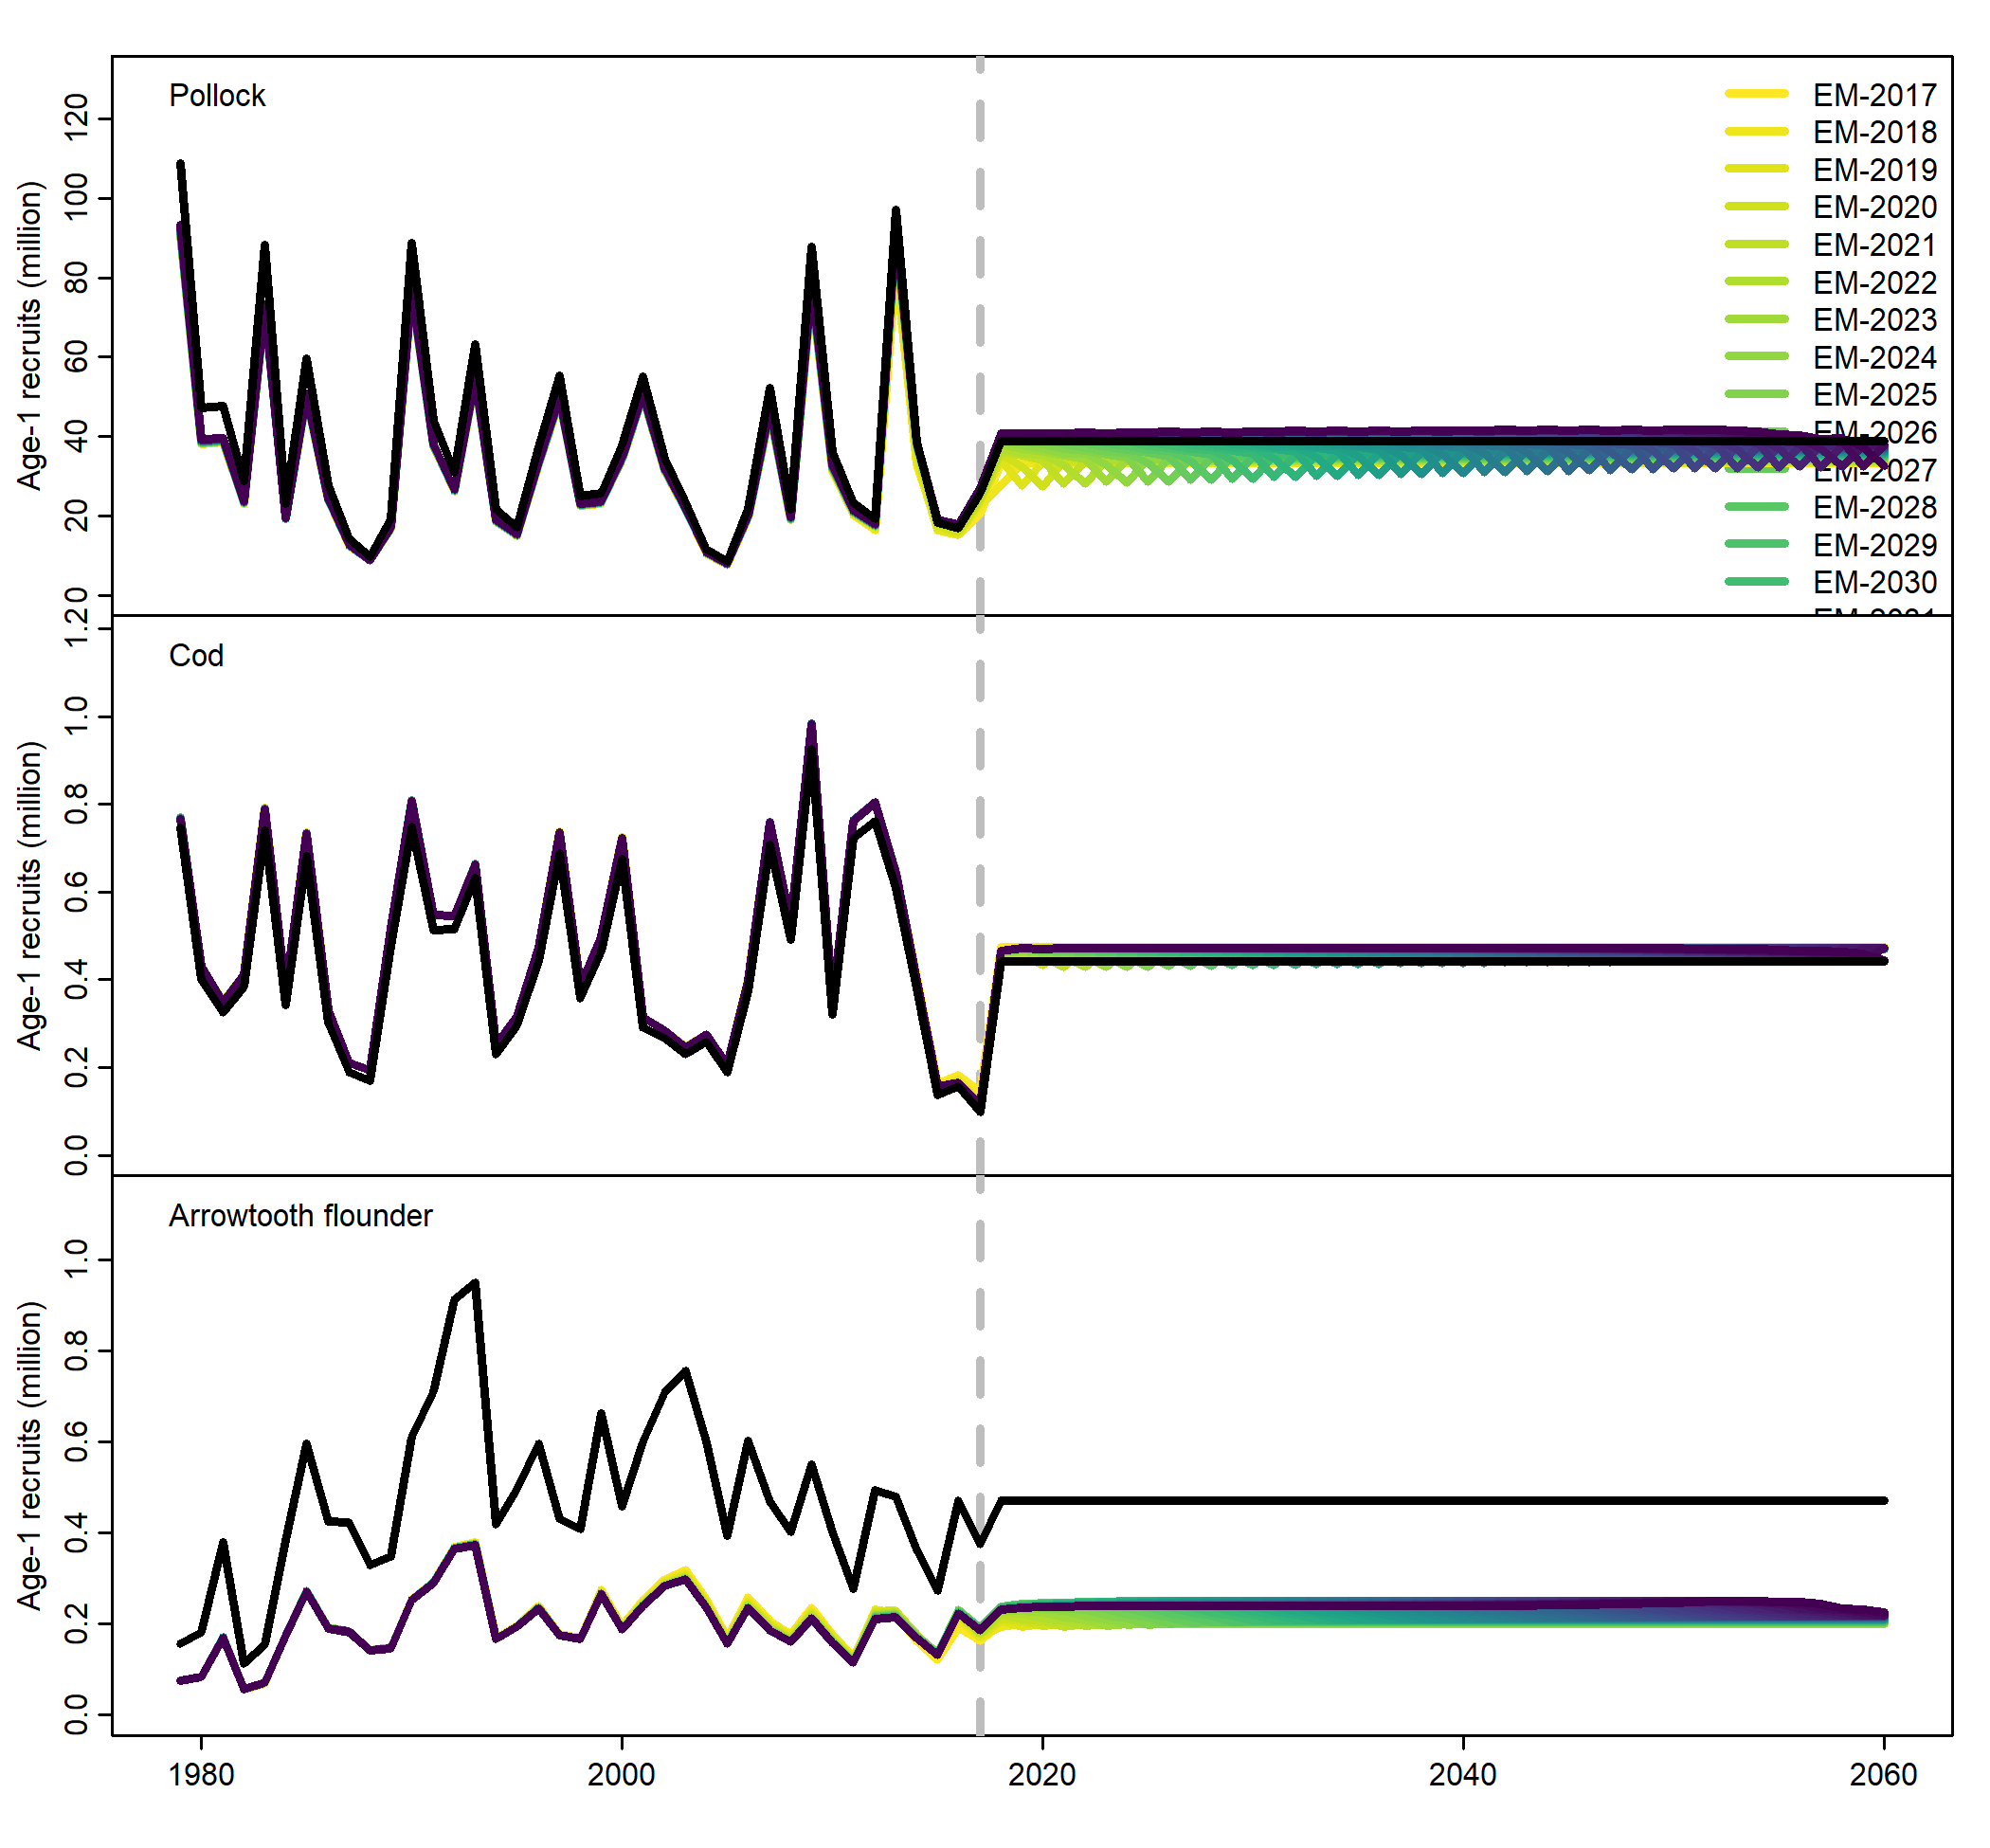 Pollock
Age-1 recruits (million)
120
100
80
60
40
20
0
EM-2017
EM-2018
EM-2019
EM-2020
EM-2021
EM-2022
EM-2023
EM-2024
EM-2025
EM-2026
EM-2027
EM-2028
EM-2029
EM-2030
Cod
Age-1 recruits (million)
1.2
1.0
0.8
0.6
0.4
0.2
0.0
Arrowtooth flounder
Age-1 recruits (million)
1.0
0.8
0.6
0.4
0.2
0.0
1980
2000
2020
2040
2060